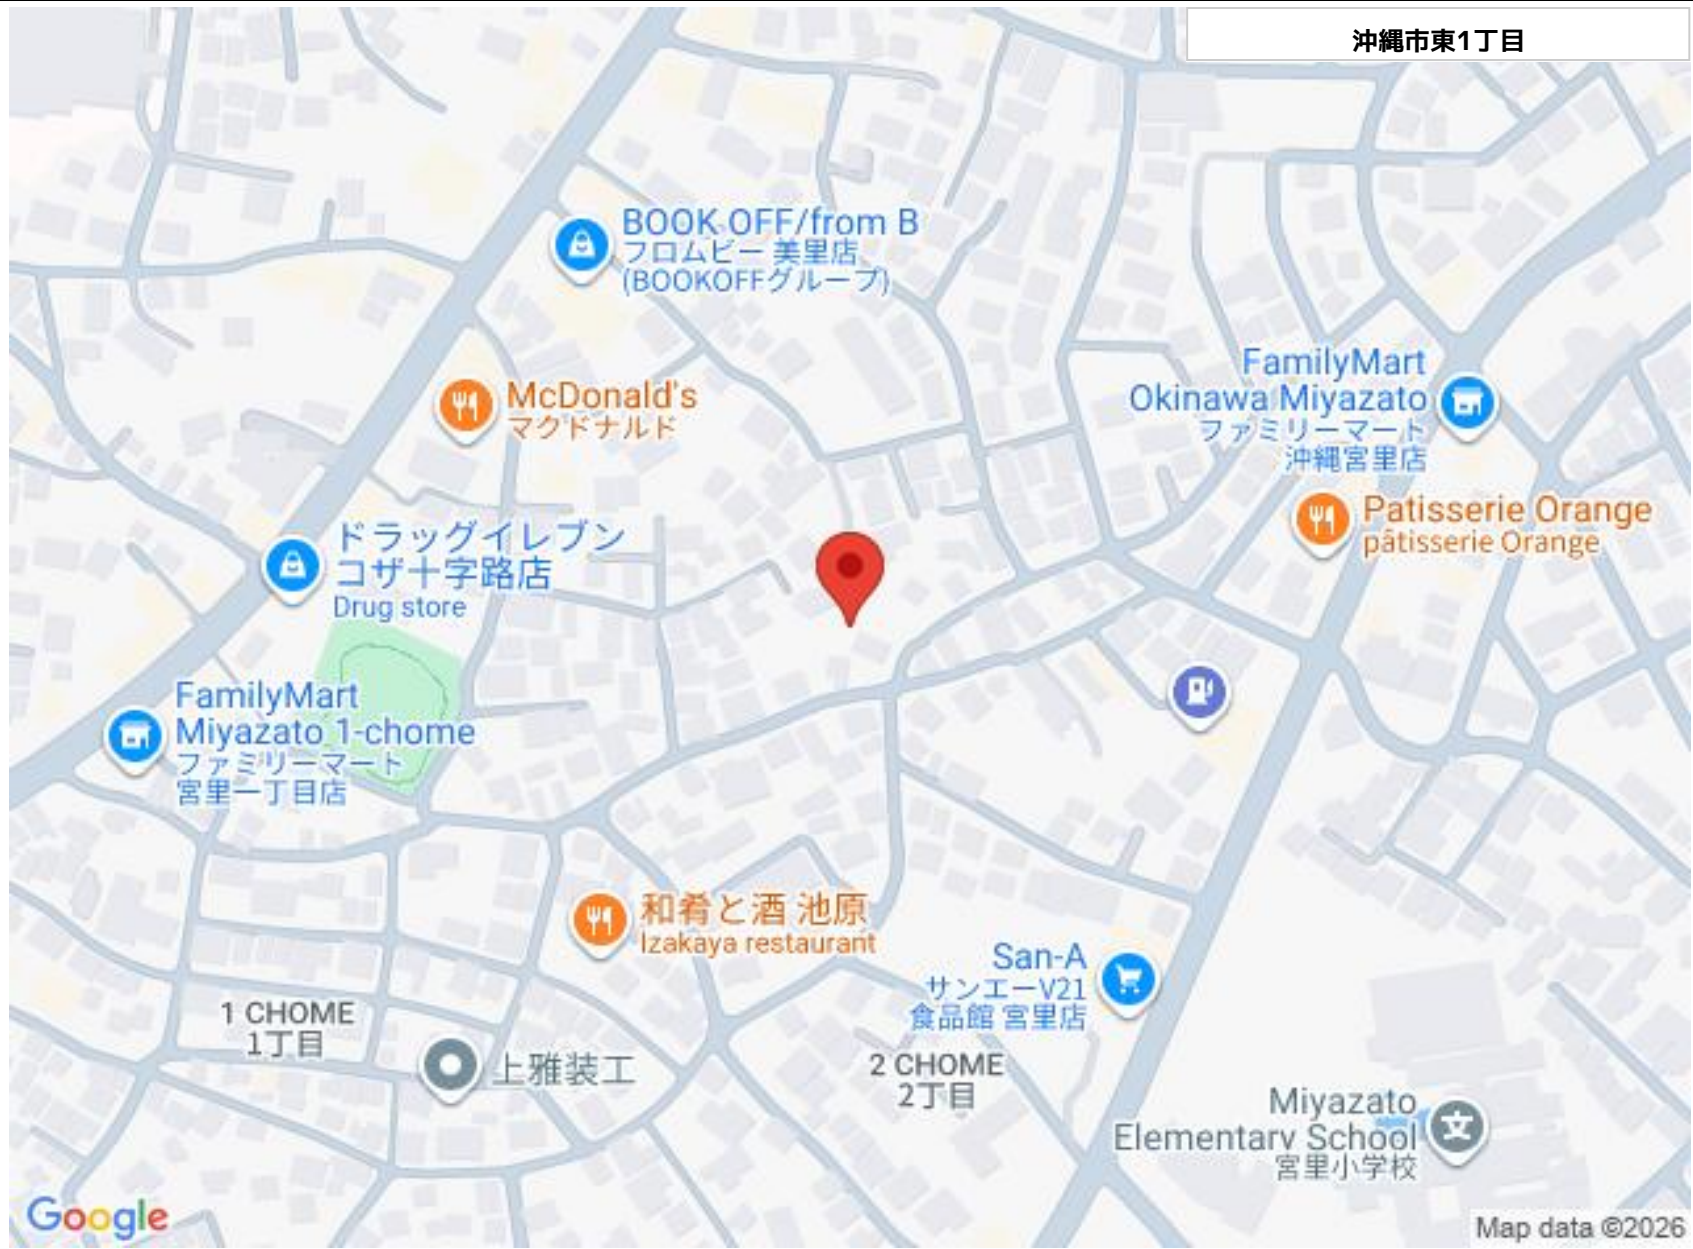 沖縄市東1丁目
BOOK OFF/from B
フロムビー 美里店
(BOOKOFFグループ)
FamilyMart
Okinawa Miyazato
ファミリーマート
沖縄宮里店
McDonald's
マクドナルド
Patisserie Orange
pâtisserie Orange
ドラッグイレブン
コザ十字路店
Drug store
FamilyMart
Miyazato 1-chome
ファミリーマート
宮里一丁目店
和肴と酒 池原
Izakaya restaurant
San-A
サンエーV21
食品館 宮里店
1 CHOME
1丁目
上雅装工
2 CHOME
2丁目
Miyazato
Elementary School
宮里小学校
文
Google
Map data ©2026